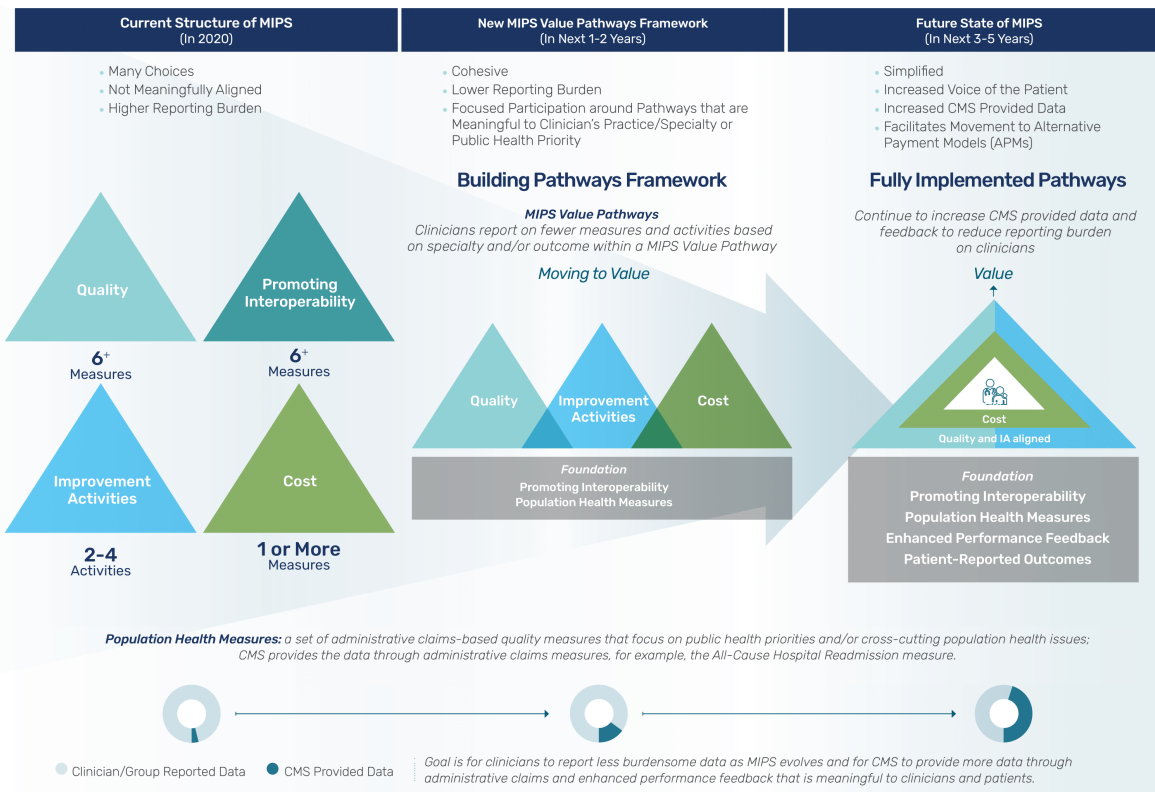 Current Structure of MIPS
(In 2020)
New MIPS Value Pathways Framework
(In Next 1-2 Years)
Future State of MIPS
(In Next 3-5 Years)
• Many Choices
• Not Meaningfully Aligned
• Higher Reporting Burden
• Cohesive
• Lower Reporting Burden
• Focused Participation around Pathways that are
Meaningful to Clinician's Practice/Specialty or
Public Health Priority
• Simplified
• Increased Voice of the Patient
• Increased CMS Provided Data
• Facilitates Movement to Alternative
Payment Models (APMs)
Quality
6+
Measures
Promoting
Interoperability
6+
Measures
Improvement
Activities
2-4
Activities
Cost
1 or More
Measures
Building Pathways Framework
MIPS Value Pathways
Clinicians report on fewer measures and activities based
on specialty and/or outcome within a MIPS Value Pathway
Moving to Value
Quality
Improvement
Activities
Cost
Foundation
Promoting Interoperability
Population Health Measures
Fully Implemented Pathways
Continue to increase CMS provided data and
feedback to reduce reporting burden
on clinicians
Value
Cost
Quality and IA aligned
Foundation
Promoting Interoperability
Population Health Measures
Enhanced Performance Feedback
Patient-Reported Outcomes
Population Health Measures: a set of administrative claims-based quality measures that focus on public health priorities and/or cross-cutting population health issues;
CMS provides the data through administrative claims measures, for example, the All-Cause Hospital Readmission measure.
Clinician/Group Reported Data
CMS Provided Data
Goal is for clinicians to report less burdensome data as MIPS evolves and for CMS to provide more data through
administrative claims and enhanced performance feedback that is meaningful to clinicians and patients.